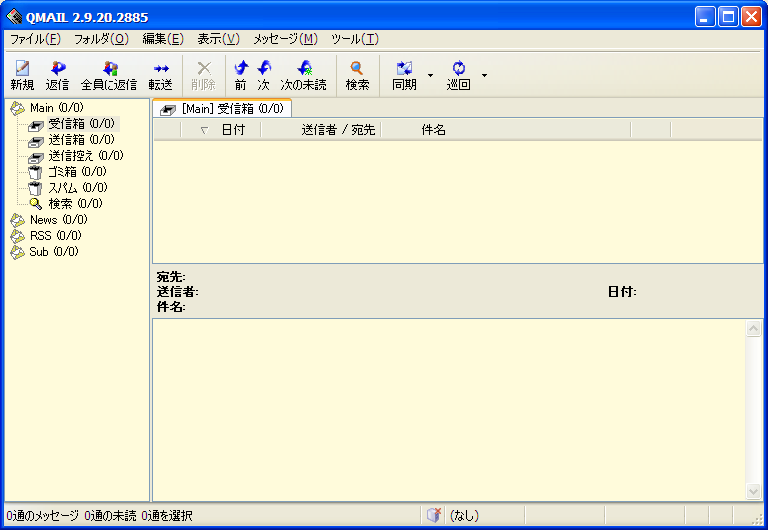 QMAIL 2.9.20.2885
ファイル(F) フォルダ(O) 編集(E) 表示(V) メッセージ(M) ツール(T)
新規 返信 全員に返信 転送 削除 前 次 次の未読 検索 同期 巡回
Main (0/0)
受信箱 (0/0)
送信箱 (0/0)
送信控え (0/0)
ゴミ箱 (0/0)
スパム (0/0)
検索 (0/0)
News (0/0)
RSS (0/0)
Sub (0/0)
[Main] 受信箱 (0/0)
日付 送信者 / 宛先 件名
宛先:
送信者: 日付:
件名:
0通のメッセージ 0通の未読 0通を選択 (なし)